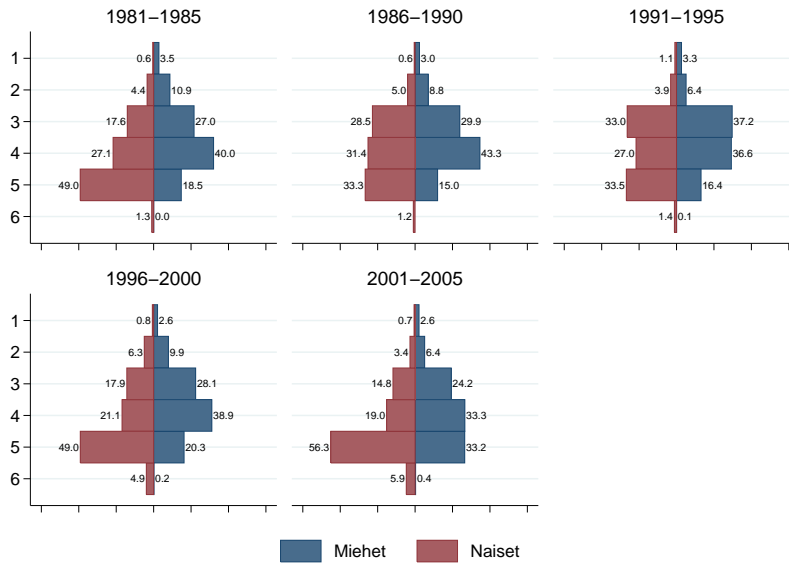 1981–1985 1986–1990 1991–1995
1 0.6 3.5 0.6 3.0 1.1 3.3
2 4.4 10.9 5.0 8.8 3.9 6.4
3 17.6 27.0 28.5 29.9 33.0 37.2
4 27.1 40.0 31.4 43.3 27.0 36.6
5 49.0 18.5 33.3 15.0 33.5 16.4
6 1.3 0.0 1.2 1.4 0.1
1996–2000 2001–2005
1 0.8 2.6 0.7 2.6
2 6.3 9.9 3.4 6.4
3 17.9 28.1 14.8 24.2
4 21.1 38.9 19.0 33.3
5 49.0 20.3 56.3 33.2
6 4.9 0.2 5.9 0.4
Miehet Naiset